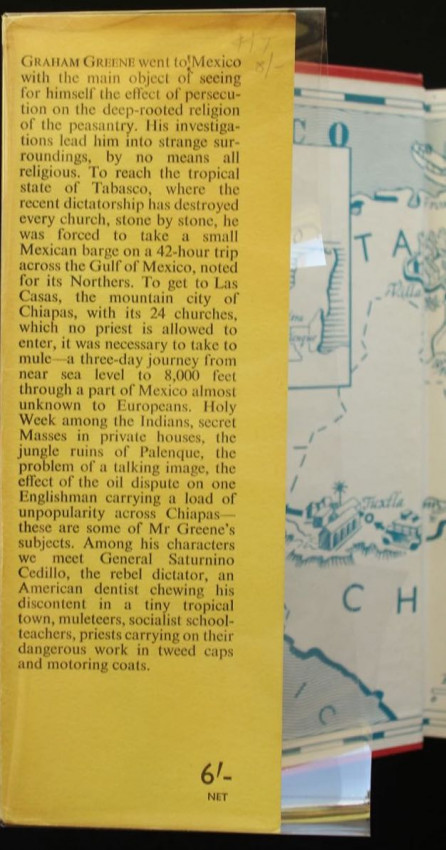 GRAHAM GREENE went to Mexico
with the main object of seeing
for himself the effect of persecu-
tion on the deep-rooted religion
of the peasantry. His investiga-
tions lead him into strange sur-
roundings, by no means all
religious. To reach the tropical
state of Tabasco, where the
recent dictatorship has destroyed
every church, stone by stone, he
was forced to take a small
Mexican barge on a 42-hour trip
across the Gulf of Mexico, noted
for its Northers. To get to Las
Casas, the mountain city of
Chiapas, with its 24 churches,
which no priest is allowed to
enter, it was necessary to take to
mule—a three-day journey from
near sea level to 8,000 feet
through a part of Mexico almost
unknown to Europeans. Holy
Week among the Indians, secret
Masses in private houses, the
jungle ruins of Palenque, the
problem of a talking image, the
effect of the oil dispute on one
Englishman carrying a load of
unpopularity across Chiapas—
these are some of Mr Greene's
subjects. Among his characters
we meet General Saturnino
Cedillo, the rebel dictator, an
American dentist chewing his
discontent in a tiny tropical
town, muleteers, socialist school-
teachers, priests carrying on their
dangerous work in tweed caps
and motoring coats.
6/-
NET
8/-
C O
T A
Villa
Tuxtla
C H
I C